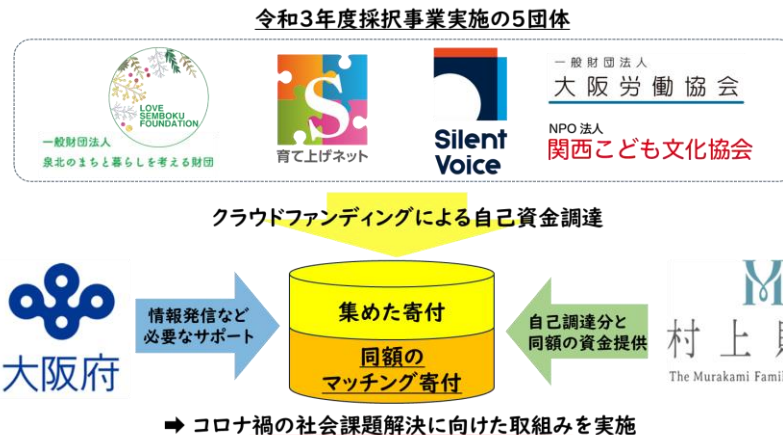 令和3年度採択事業実施の5団体
LOVE
SEMBOKU
FOUNDATION
一般財団法人
泉北のまちと暮らしを考える財団
S
育て上げネット
Silent
Voice
一般財団法人
大阪労働協会
NPO 法人
関西こども文化協会
クラウドファンディングによる自己資金調達
大阪府
情報発信など
必要なサポート
集めた寄付
同額の
マッチング寄付
自己調達分と
同額の資金提供
M
村上
The Murakami Famil
➡ コロナ禍の社会課題解決に向けた取組みを実施